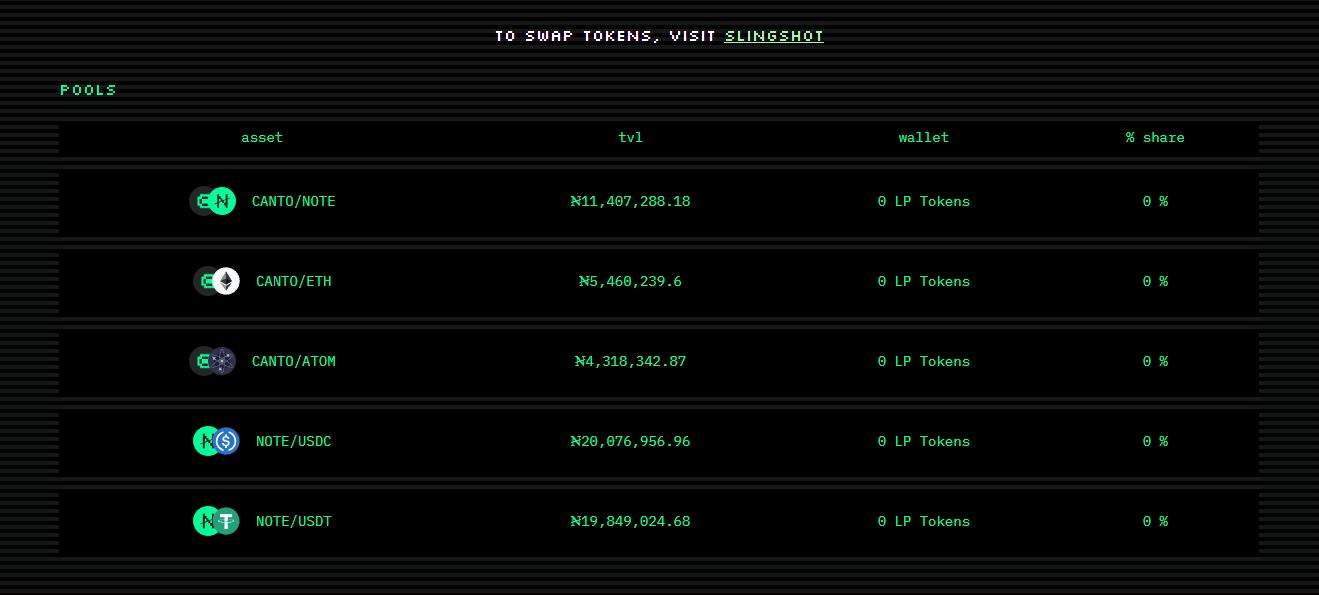 TO SWAP TOKENS, VISIT SLINGSHOT
POOLS
asset tvl wallet % share
CANTO/NOTE ₦11,407,288.18 0 LP Tokens 0 %
CANTO/ETH ₦5,460,239.6 0 LP Tokens 0 %
CANTO/ATOM ₦4,318,342.87 0 LP Tokens 0 %
NOTE/USDC ₦20,076,956.96 0 LP Tokens 0 %
NOTE/USDT ₦19,849,024.68 0 LP Tokens 0 %